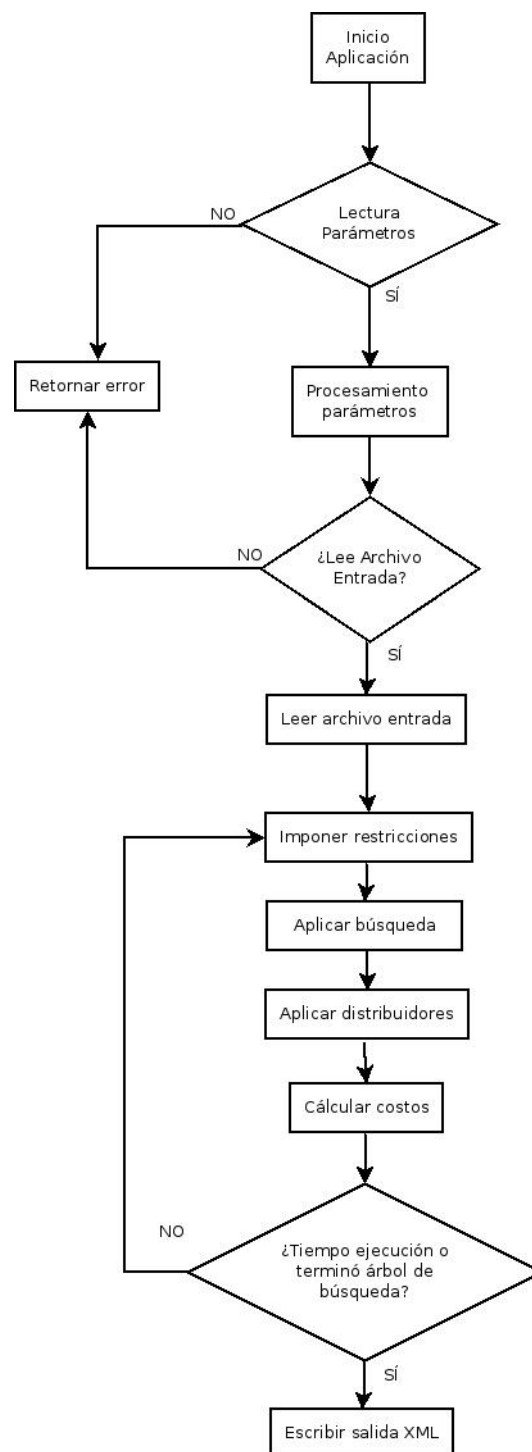 Inicio
Aplicación
NO
Lectura
Parámetros
SÍ
Retornar error
Procesamiento
parámetros
NO
¿Lee Archivo
Entrada?
SÍ
Leer archivo entrada
Imponer restricciones
Aplicar búsqueda
Aplicar distribuidores
Cálcular costos
NO
¿Tiempo ejecución o
terminó árbol de
búsqueda?
SÍ
Escribir salida XML